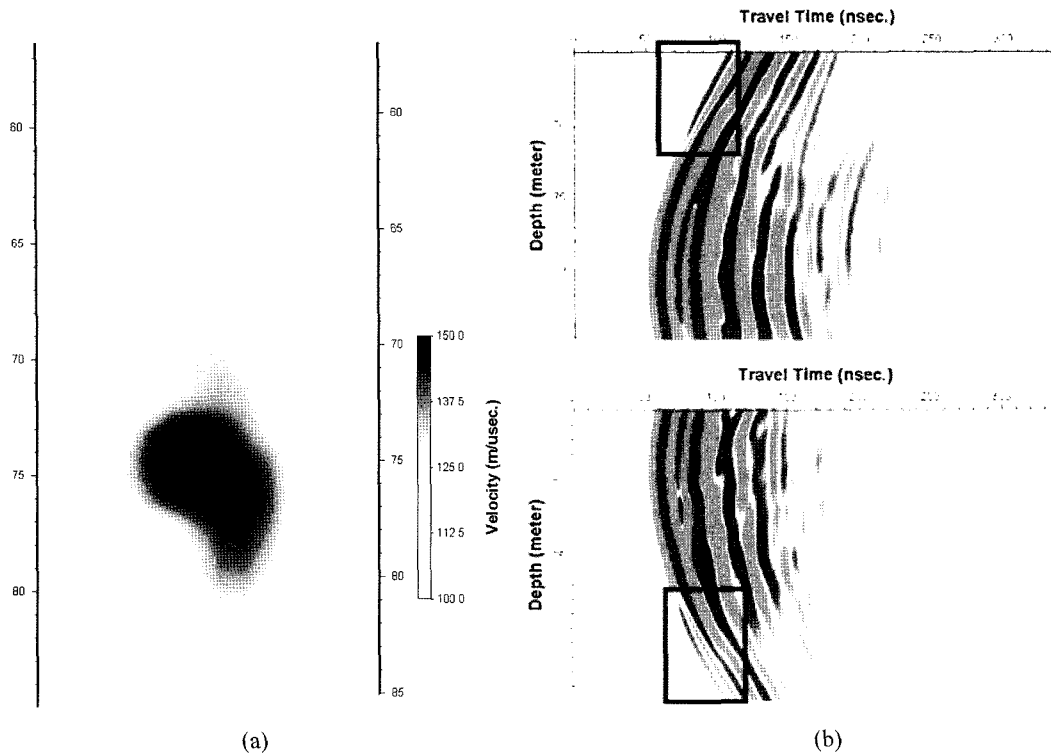 60
65
70
75
80
60
65
70
75
80
85
150.0
137.5
125.0
112.5
100.0
Velocity (m/usec.)
(a)
Travel Time (nsec.)
Depth (meter)
Travel Time (nsec.)
Depth (meter)
(b)